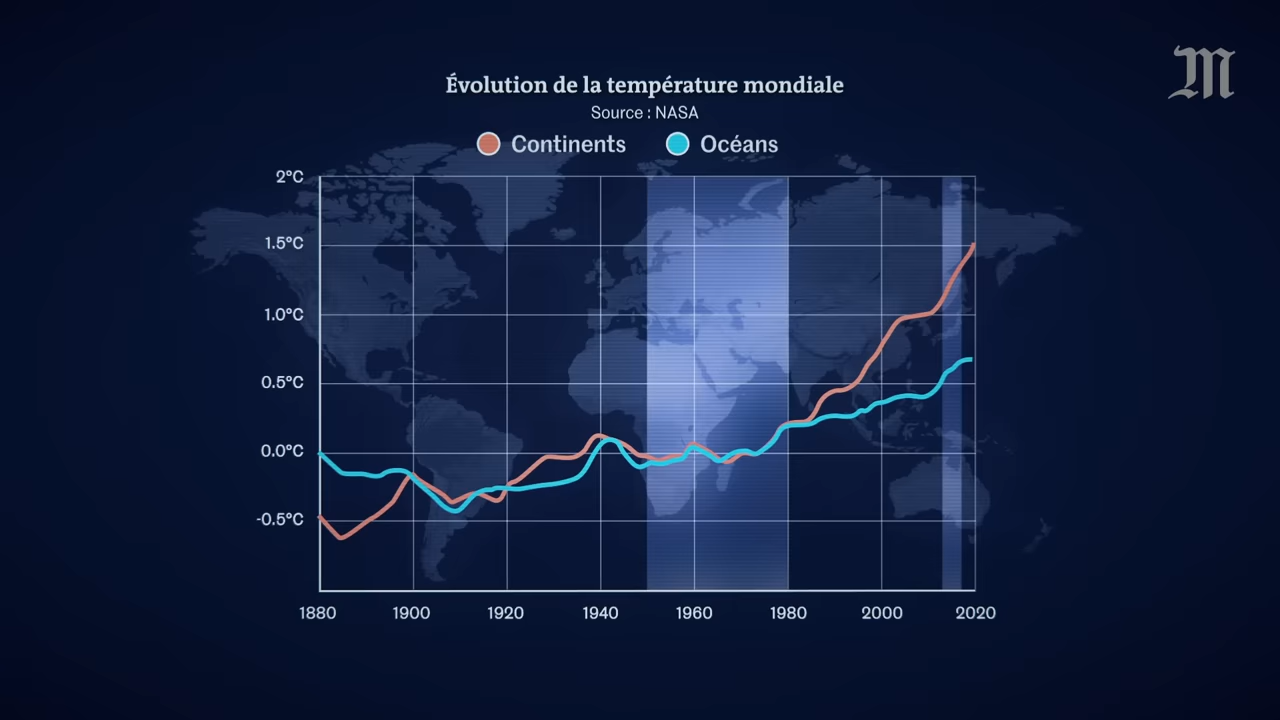 M
Évolution de la température mondiale
Source : NASA
Continents Océans
2°C
1.5°C
1.0°C
0.5°C
0.0°C
-0.5°C
1880 1900 1920 1940 1960 1980 2000 2020